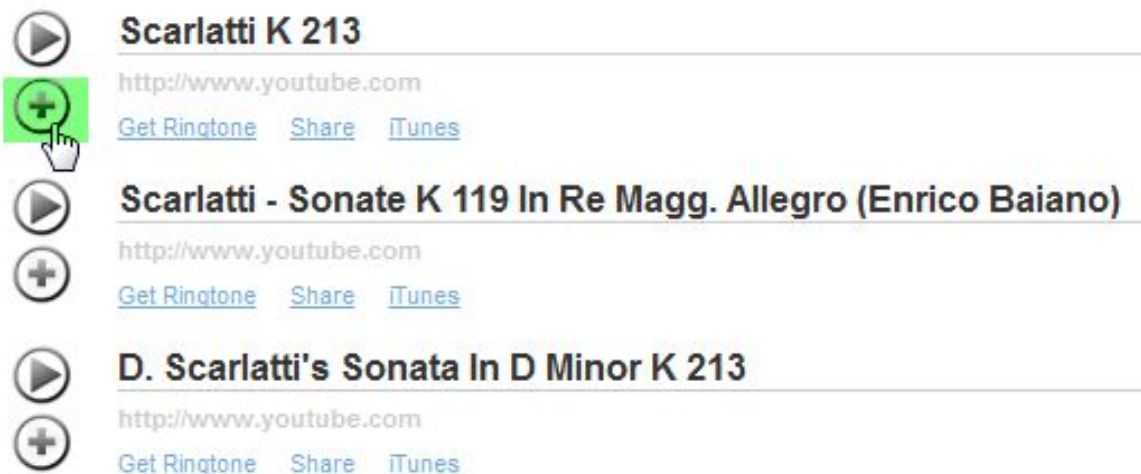 Scarlatti K 213
http://www.youtube.com
Get Ringtone Share iTunes
Scarlatti - Sonate K 119 In Re Magg. Allegro (Enrico Baiano)
http://www.youtube.com
Get Ringtone Share iTunes
D. Scarlatti's Sonata In D Minor K 213
http://www.youtube.com
Get Ringtone Share iTunes